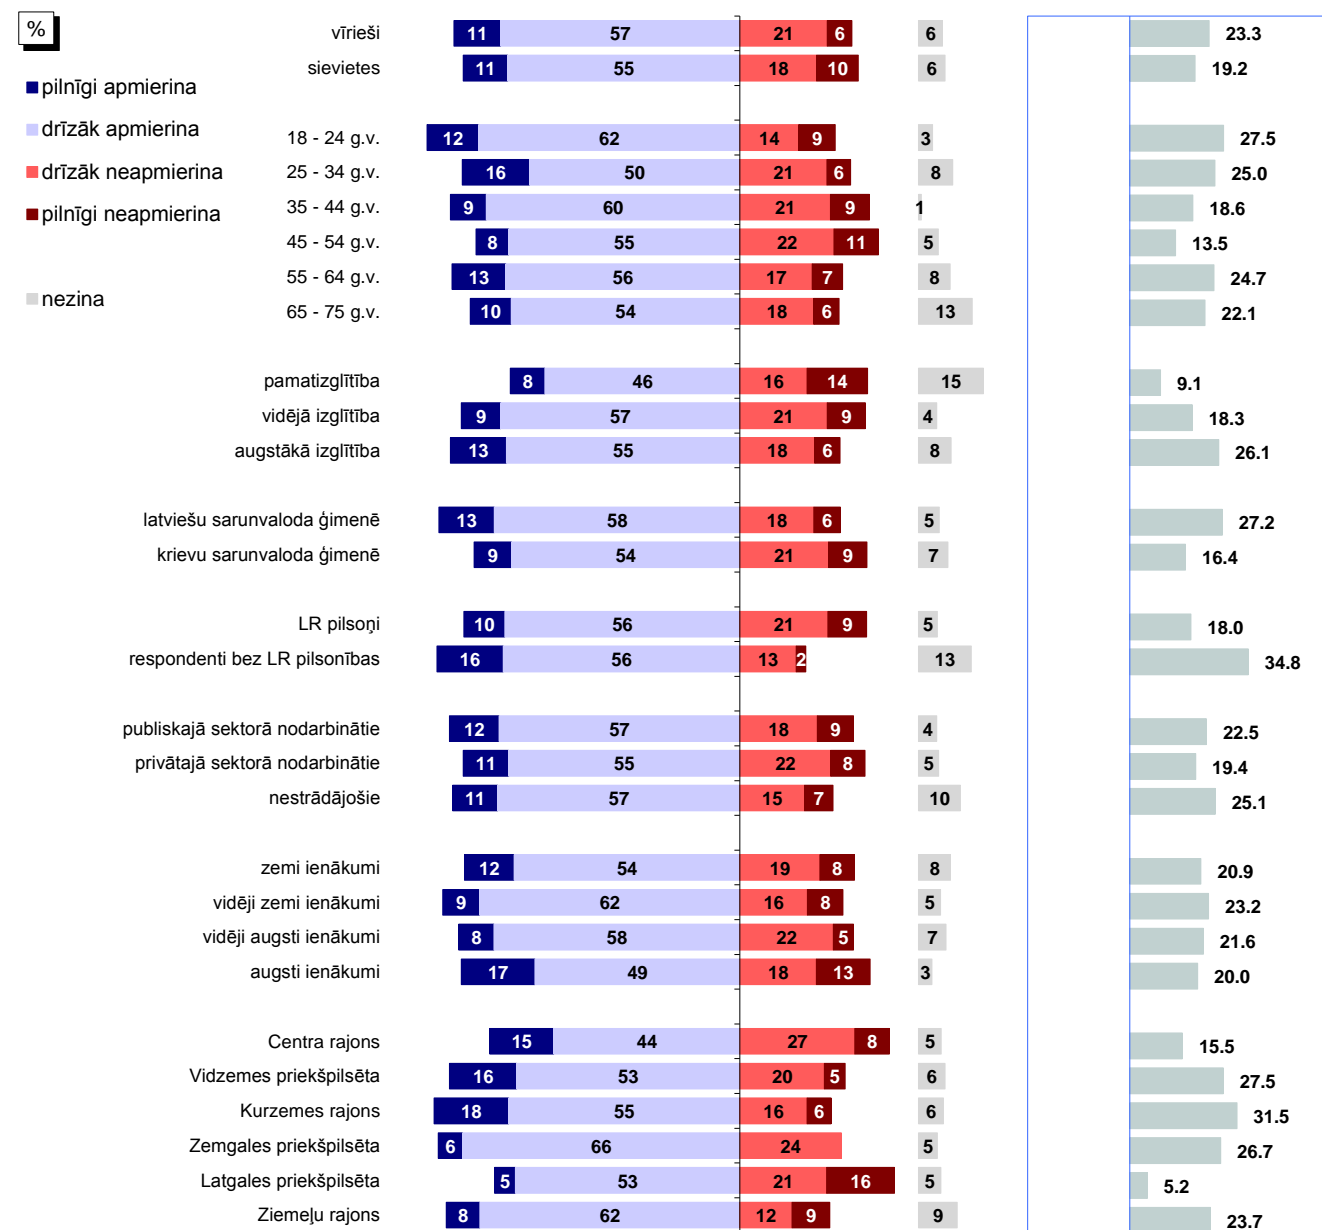 %
pilnīgi apmierina
drīzāk apmierina
drīzāk neapmierina
pilnīgi neapmierina
nezina
vīrieši 11 57 21 6 6 23.3
sievietes 11 55 18 10 6 19.2
18 - 24 g.v. 12 62 14 9 3 27.5
25 - 34 g.v. 16 50 21 6 8 25.0
35 - 44 g.v. 9 60 21 9 1 18.6
45 - 54 g.v. 8 55 22 11 5 13.5
55 - 64 g.v. 13 56 17 7 8 24.7
65 - 75 g.v. 10 54 18 6 13 22.1
pamatizglītība 8 46 16 14 15 9.1
vidējā izglītība 9 57 21 9 4 18.3
augstākā izglītība 13 55 18 6 8 26.1
latviešu sarunvaloda ģimenē 13 58 18 6 5 27.2
krievu sarunvaloda ģimenē 9 54 21 9 7 16.4
LR pilsoņi 10 56 21 9 5 18.0
respondenti bez LR pilsonības 16 56 13 2 13 34.8
publiskajā sektorā nodarbinātie 12 57 18 9 4 22.5
privātajā sektorā nodarbinātie 11 55 22 8 5 19.4
nestrādājošie 11 57 15 7 10 25.1
zemi ienākumi 12 54 19 8 8 20.9
vidēji zemi ienākumi 9 62 16 8 5 23.2
vidēji augsti ienākumi 8 58 22 5 7 21.6
augsti ienākumi 17 49 18 13 3 20.0
Centra rajons 15 44 27 8 5 15.5
Vidzemes priekšpilsēta 16 53 20 5 6 27.5
Kurzemes rajons 18 55 16 6 6 31.5
Zemgales priekšpilsēta 6 66 24 5 26.7
Latgales priekšpilsēta 5 53 21 16 5 5.2
Ziemeļu rajons 8 62 12 9 9 23.7